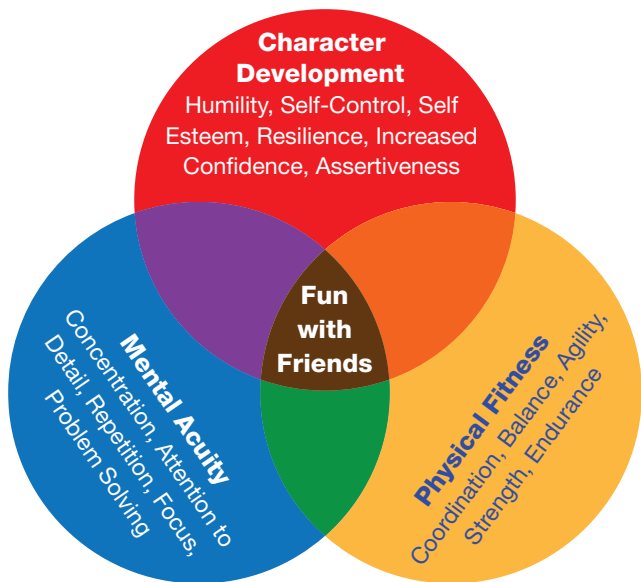 Character
Development
Humility, Self-Control, Self
Esteem, Resilience, Increased
Confidence, Assertiveness
Fun
with
Friends
Mental Acuity
Concentration, Attention to
Detail, Repetition, Focus,
Problem Solving
Physical Fitness
Coordination, Balance, Agility,
Strength, Endurance